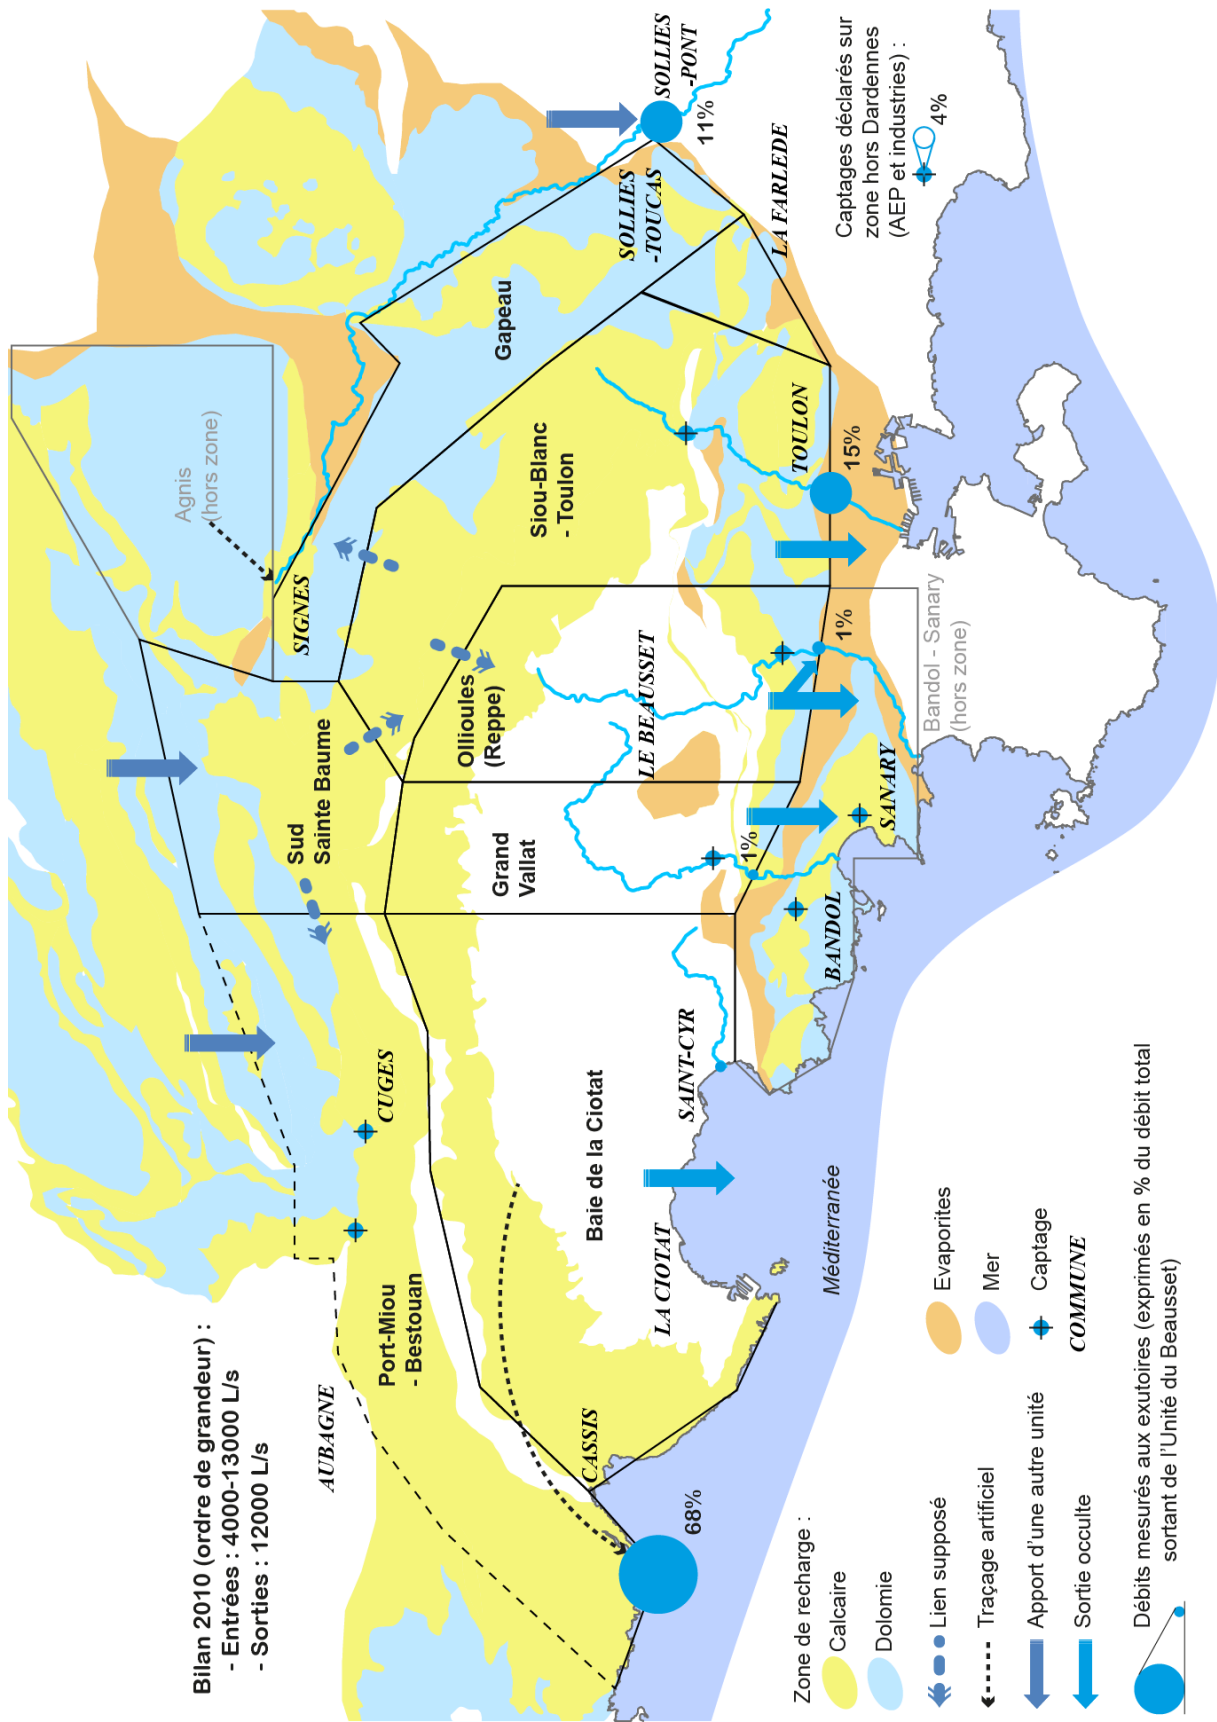 Bilan 2010 (ordre de grandeur) :
- Entrées : 4000-13000 L/s
- Sorties : 12000 L/s
AUBAGNE
Port-Miou
- Bestouan
CUGES
CASSIS
68%
LA CIOTAT
Baie de la Ciotat
SAINT-CYR
Méditerranée
Sud
Sainte Baume
Grand
Vallat
1%
BANDOL
SANARY
Ollioules
(Reppe)
LE BEAUSSET
1%
Bandol - Sanary
(hors zone)
SIGNES
Agnis
(hors zone)
Siou-Blanc
- Toulon
TOULON
15%
Gapeau
SOLLIES
-TOUCAS
LA FARLEDE
SOLLIES
-PONT
11%
Captages déclarés sur
zone hors Dardennes
(AEP et industries) :
4%
Zone de recharge :
Calcaire
Dolomie
Lien supposé
Traçage artificiel
Apport d'une autre unité
Sortie occulte
Evaporites
Mer
Captage
COMMUNE
Débits mesurés aux exutoires (exprimés en % du débit total
sortant de l'Unité du Beausset)